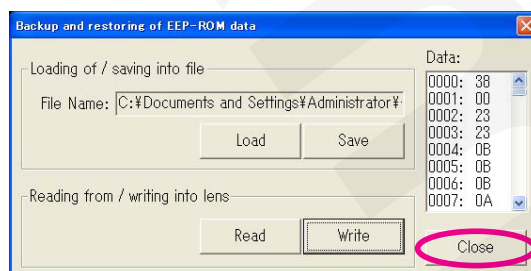 Backup and restoring of EEP-ROM data
Loading of / saving into file
File Name: C:¥Documents and Settings¥Administrator¥
Load Save
Reading from / writing into lens
Read Write
Data:
0000: 38
0001: 00
0002: 23
0003: 23
0004: 0B
0005: 0B
0006: 0B
0007: 0A
Close